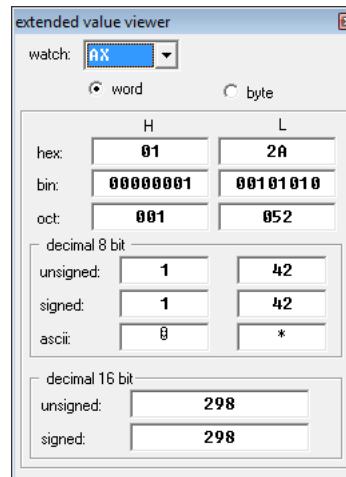 extended value viewer
watch: AX
word byte
H L
hex: 01 2A
bin: 00000001 00101010
oct: 001 052
decimal 8 bit
unsigned: 1 42
signed: 1 42
ascii: *
decimal 16 bit
unsigned: 298
signed: 298